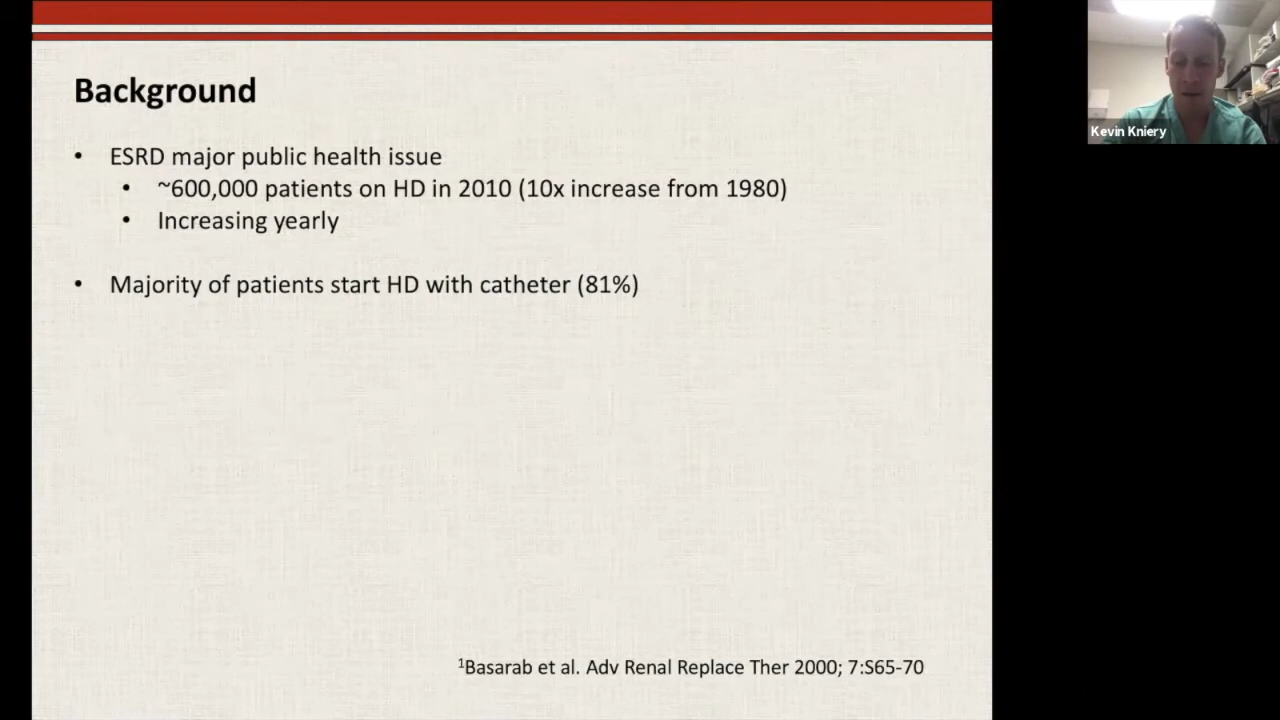 Background
• ESRD major public health issue
• ~600,000 patients on HD in 2010 (10x increase from 1980)
• Increasing yearly
• Majority of patients start HD with catheter (81%)
¹Basarab et al. Adv Renal Replace Ther 2000; 7:S65-70
Kevin Kniery